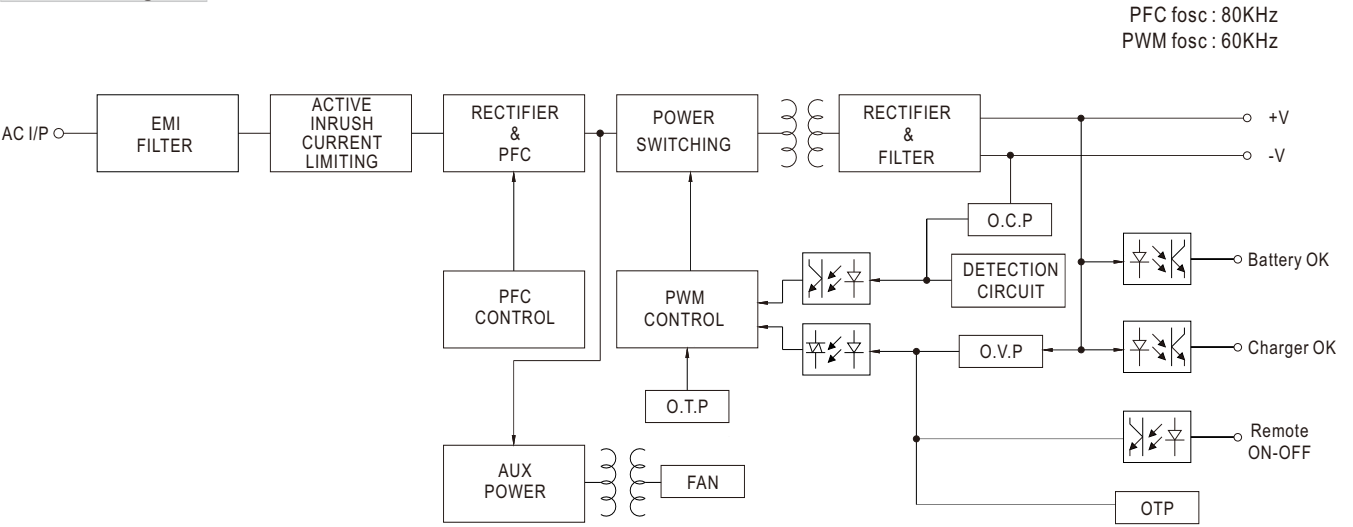 PFC fosc : 80KHz
PWM fosc : 60KHz
AC I/P
EMI
FILTER
ACTIVE
INRUSH
CURRENT
LIMITING
RECTIFIER
&
PFC
POWER
SWITCHING
RECTIFIER
&
FILTER
+V
-V
O.C.P
DETECTION
CIRCUIT
Battery OK
PFC
CONTROL
PWM
CONTROL
O.V.P
Charger OK
O.T.P
Remote
ON-OFF
AUX
POWER
FAN
OTP